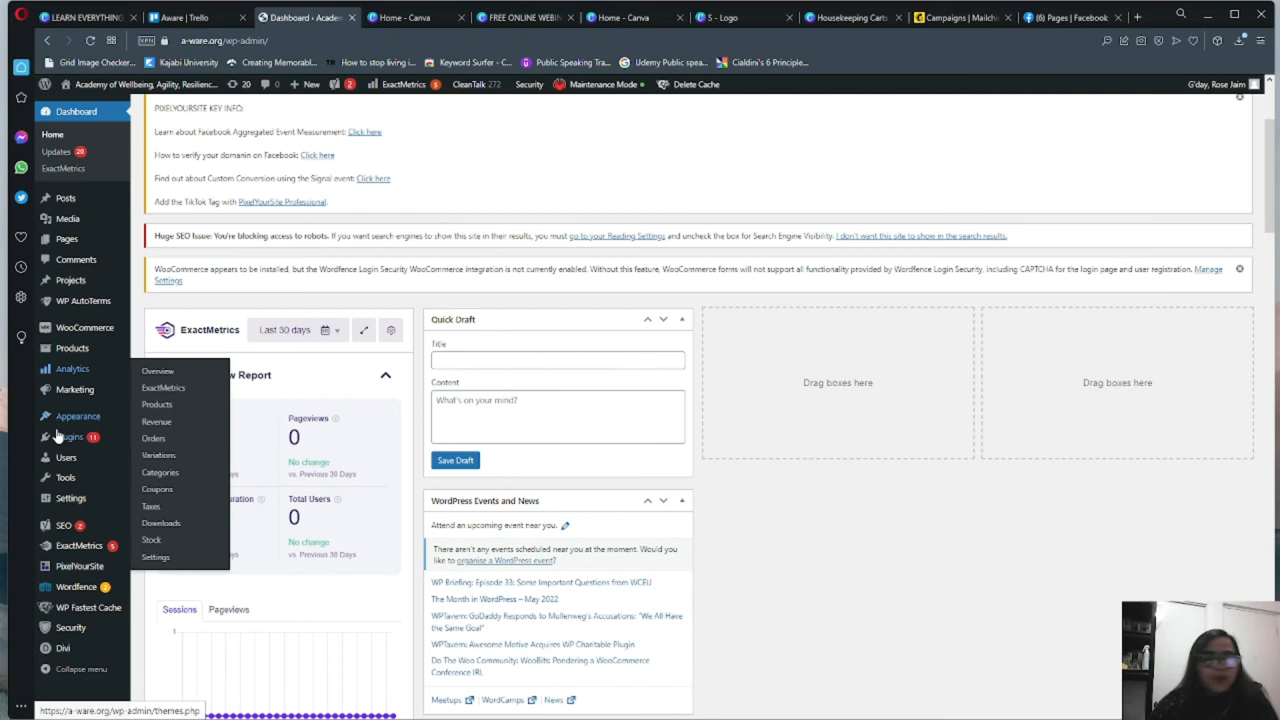 LEARN EVERYTHING
Aware | Trello
Dashboard ‹ Acade
Home - Canva
FREE ONLINE WEBIN
Home - Canva
S - Logo
Housekeeping Carts
Campaigns | Mailchi
(6) Pages | Facebook
VPN
a-ware.org/wp-admin/
Grid Image Checker...
Kajabi University
Creating Memorabl...
How to stop living i...
Keyword Surfer - C...
Public Speaking Tra...
Udemy Public spea...
Cialdini's 6 Principle...
Academy of Wellbeing, Agility, Resilienc...
20
0
New
2
ExactMetrics 5
CleanTalk 272
Security
Maintenance Mode
Delete Cache
G'day, Rose Jaim
Dashboard
Home
Updates 20
ExactMetrics
Posts
Media
Pages
Comments
Projects
WP AutoTerms
WooCommerce
Products
Analytics
Marketing
Appearance
Plugins 11
Users
Tools
Settings
SEO 2
ExactMetrics 5
PixelYourSite
Wordfence 2
WP Fastest Cache
Security
Divi
Collapse menu
Overview
ExactMetrics
Products
Revenue
Orders
Variations
Categories
Coupons
Taxes
Downloads
Stock
Settings
PIXELYOURSITE KEY INFO:
Learn about Facebook Aggregated Event Measurement: Click here
How to verify your domanin on Facebook: Click here
Find out about Custom Conversion using the Signal event: Click here
Add the TikTok Tag with PixelYourSite Professional.
Huge SEO Issue: You're blocking access to robots. If you want search engines to show this site in their results, you must go to your Reading Settings and uncheck the box for Search Engine Visibility. I don't want this site to show in the search results.
WooCommerce appears to be installed, but the Wordfence Login Security WooCommerce integration is not currently enabled. Without this feature, WooCommerce forms will not support all functionality provided by Wordfence Login Security, including CAPTCHA for the login page and user registration. Manage
Settings
ExactMetrics
Last 30 days
w Report
Pageviews
0
No change
vs. Previous 30 Days
uration
Total Users
0
No change
vs. Previous 30 Days
Sessions
Pageviews
1
Quick Draft
Title
Content
What's on your mind?
Save Draft
WordPress Events and News
Attend an upcoming event near you.
There aren't any events scheduled near you at the moment. Would you
like to organise a WordPress event?
WP Briefing: Episode 33: Some Important Questions from WCEU
The Month in WordPress – May 2022
WPTavern: GoDaddy Responds to Mullenweg's Accusations: "We All Have
the Same Goal"
WPTavern: Awesome Motive Acquires WP Charitable Plugin
Do The Woo Community: WooBits: Pondering a WooCommerce
Conference IRL
Meetups | WordCamps | News
Drag boxes here
Drag boxes here
https://a-ware.org/wp-admin/themes.php